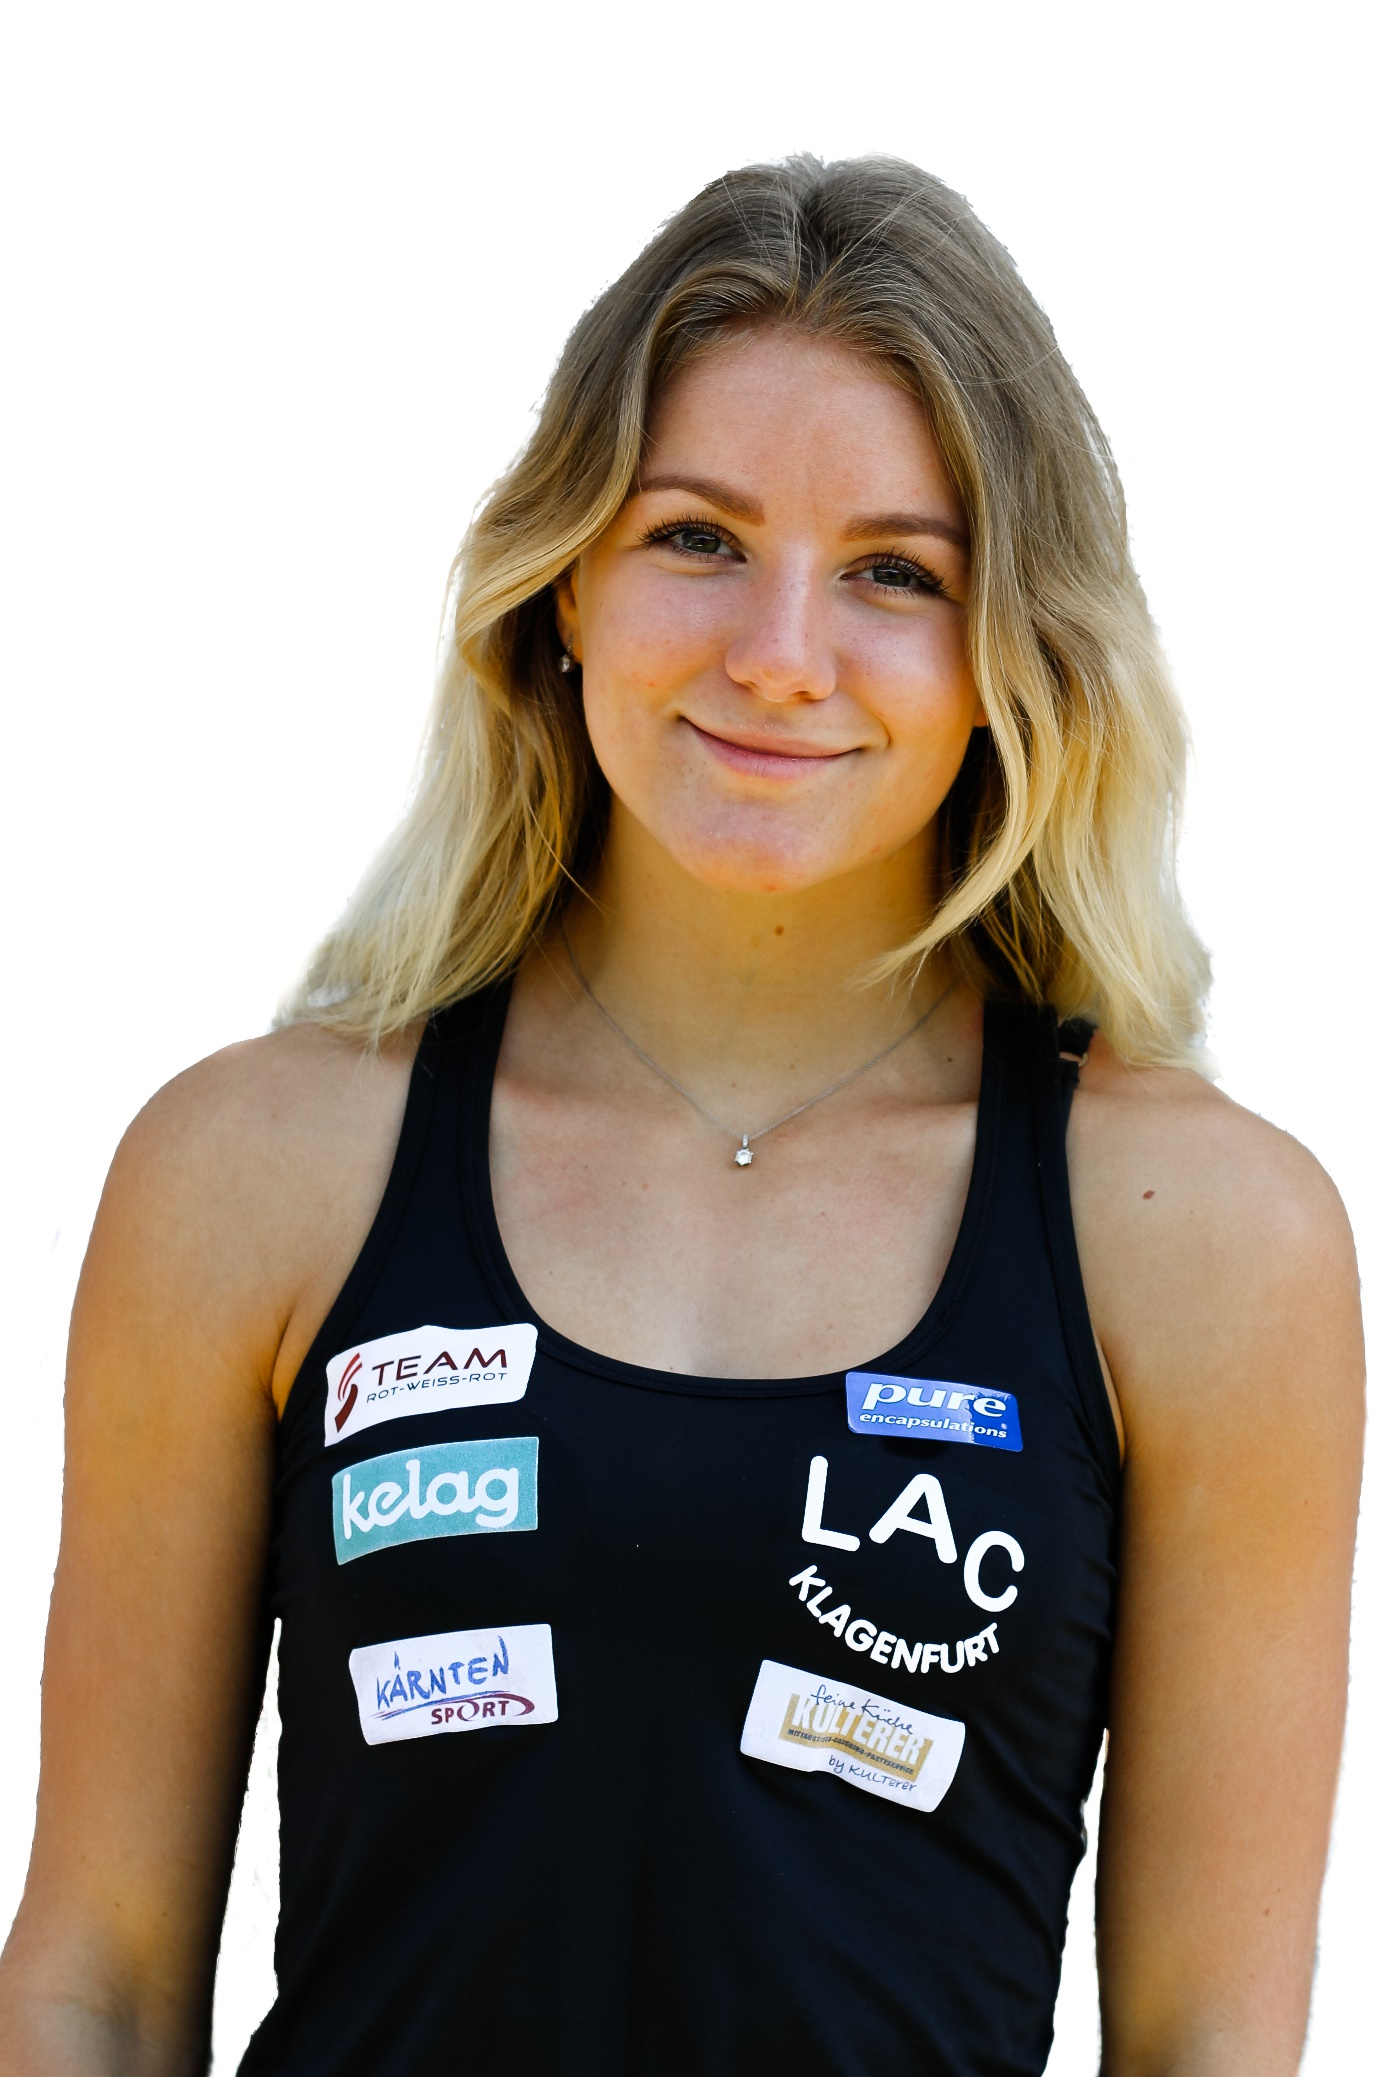 TEAM
ROT-WEISS-ROT
kelag
KÄRNTEN
SPORT
pure
encapsulations®
LAC
KLAGENFURT
feine Küche
KULTERER
by KULTerer